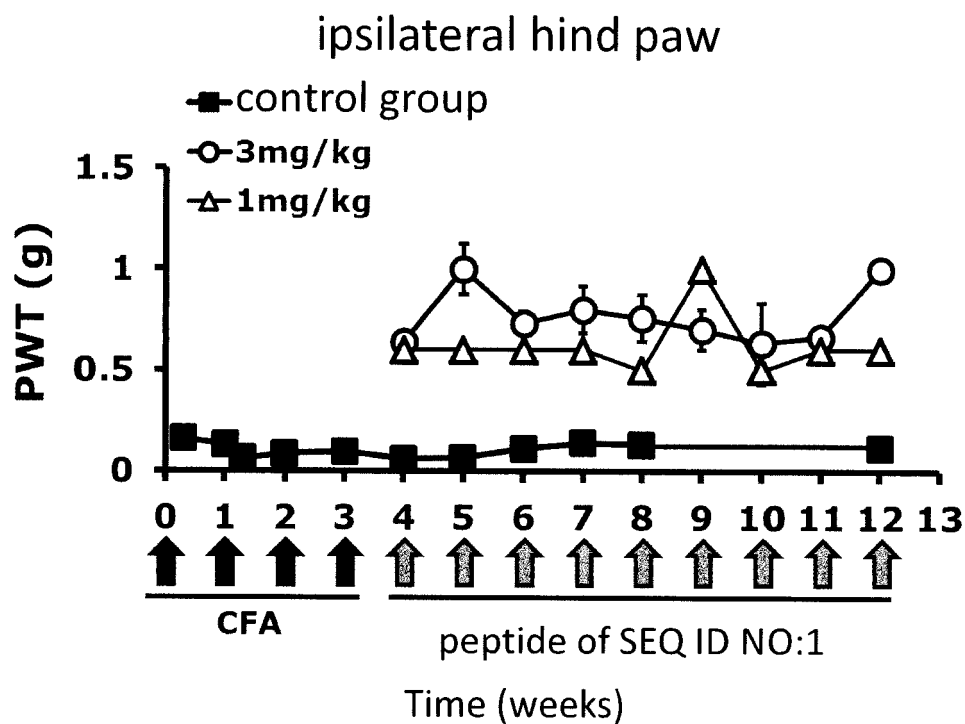 ipsilateral hind paw
control group
3mg/kg
1mg/kg
1.5
1
0.5
0
PWT (g)
0 1 2 3 4 5 6 7 8 9 10 11 12 13
CFA
peptide of SEQ ID NO:1
Time (weeks)